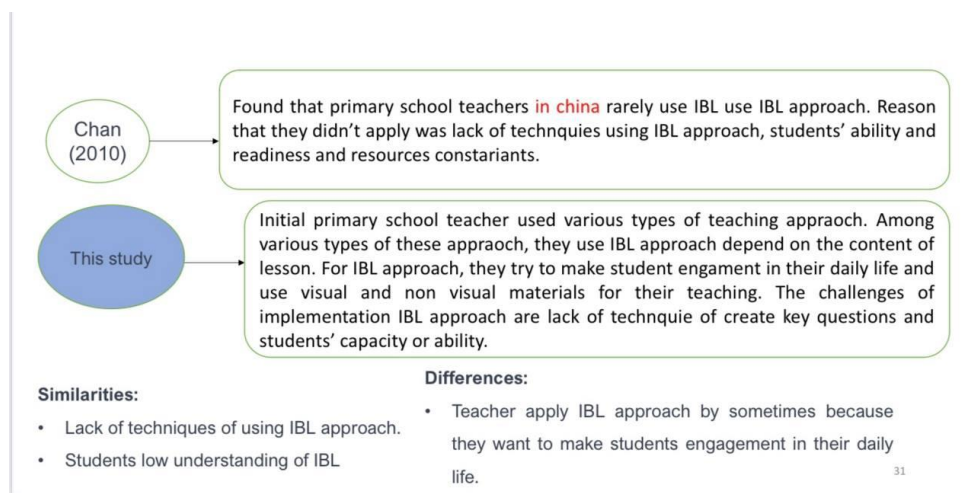 Chan
(2010)
Found that primary school teachers in china rarely use IBL use IBL approach. Reason
that they didn't apply was lack of technquies using IBL approach, students' ability and
readiness and resources constariants.
This study
Initial primary school teacher used various types of teaching appraoch. Among
various types of these appraoch, they use IBL approach depend on the content of
lesson. For IBL approach, they try to make student engament in their daily life and
use visual and non visual materials for their teaching. The challenges of
implementation IBL approach are lack of technquie of create key questions and
students' capacity or ability.
Similarities:
• Lack of techniques of using IBL approach.
• Students low understanding of IBL
Differences:
• Teacher apply IBL approach by sometimes because
they want to make students engagement in their daily
life.
31